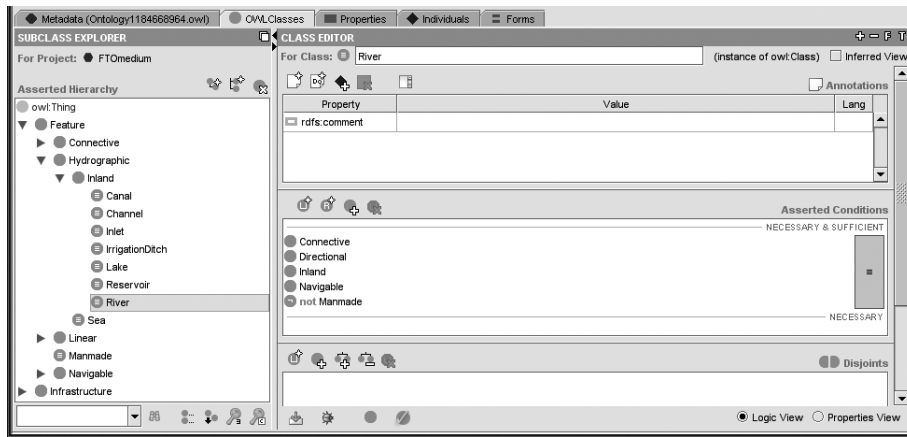 Metadata (Ontology1184668964.owl)
OWLClasses
Properties
Individuals
Forms
SUBCLASS EXPLORER
For Project: FTOmedium
Asserted Hierarchy
owl:Thing
Feature
Connective
Hydrographic
Inland
Canal
Channel
Inlet
IrrigationDitch
Lake
Reservoir
River
Sea
Linear
Manmade
Navigable
Infrastructure
CLASS EDITOR
For Class: River (instance of owl:Class) Inferred View
Annotations
Property Value Lang
rdfs:comment
Asserted Conditions
NECESSARY & SUFFICIENT
Connective
Directional
Inland
Navigable
not Manmade
NECESSARY
Disjoints
Logic View Properties View